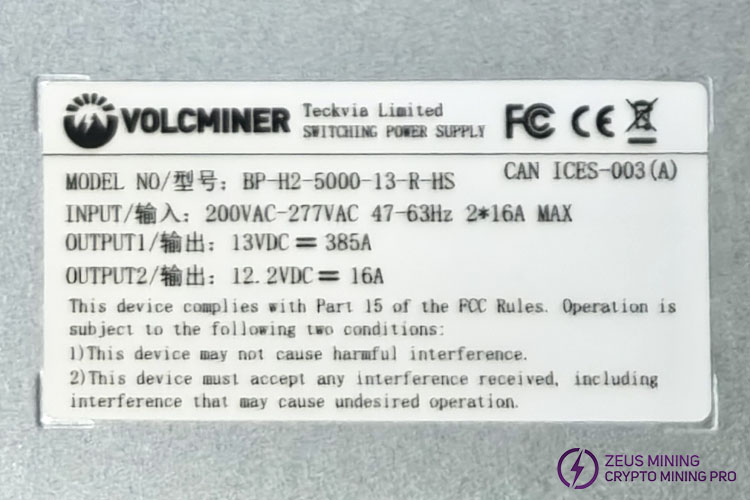 VOLCMINER
Teckvia Limited
SWITCHING POWER SUPPLY
FC CE
CAN ICES-003(A)
MODEL NO/型号: BP-H2-5000-13-R-HS
INPUT/输入: 200VAC-277VAC 47-63Hz 2*16A MAX
OUTPUT1/输出: 13VDC ⎓ 385A
OUTPUT2/输出: 12.2VDC ⎓ 16A
This device complies with Part 15 of the FCC Rules. Operation is
subject to the following two conditions:
1)This device may not cause harmful interference.
2)This device must accept any interference received, including
interference that may cause undesired operation.
ZEUS MINING
CRYPTO MINING PRO